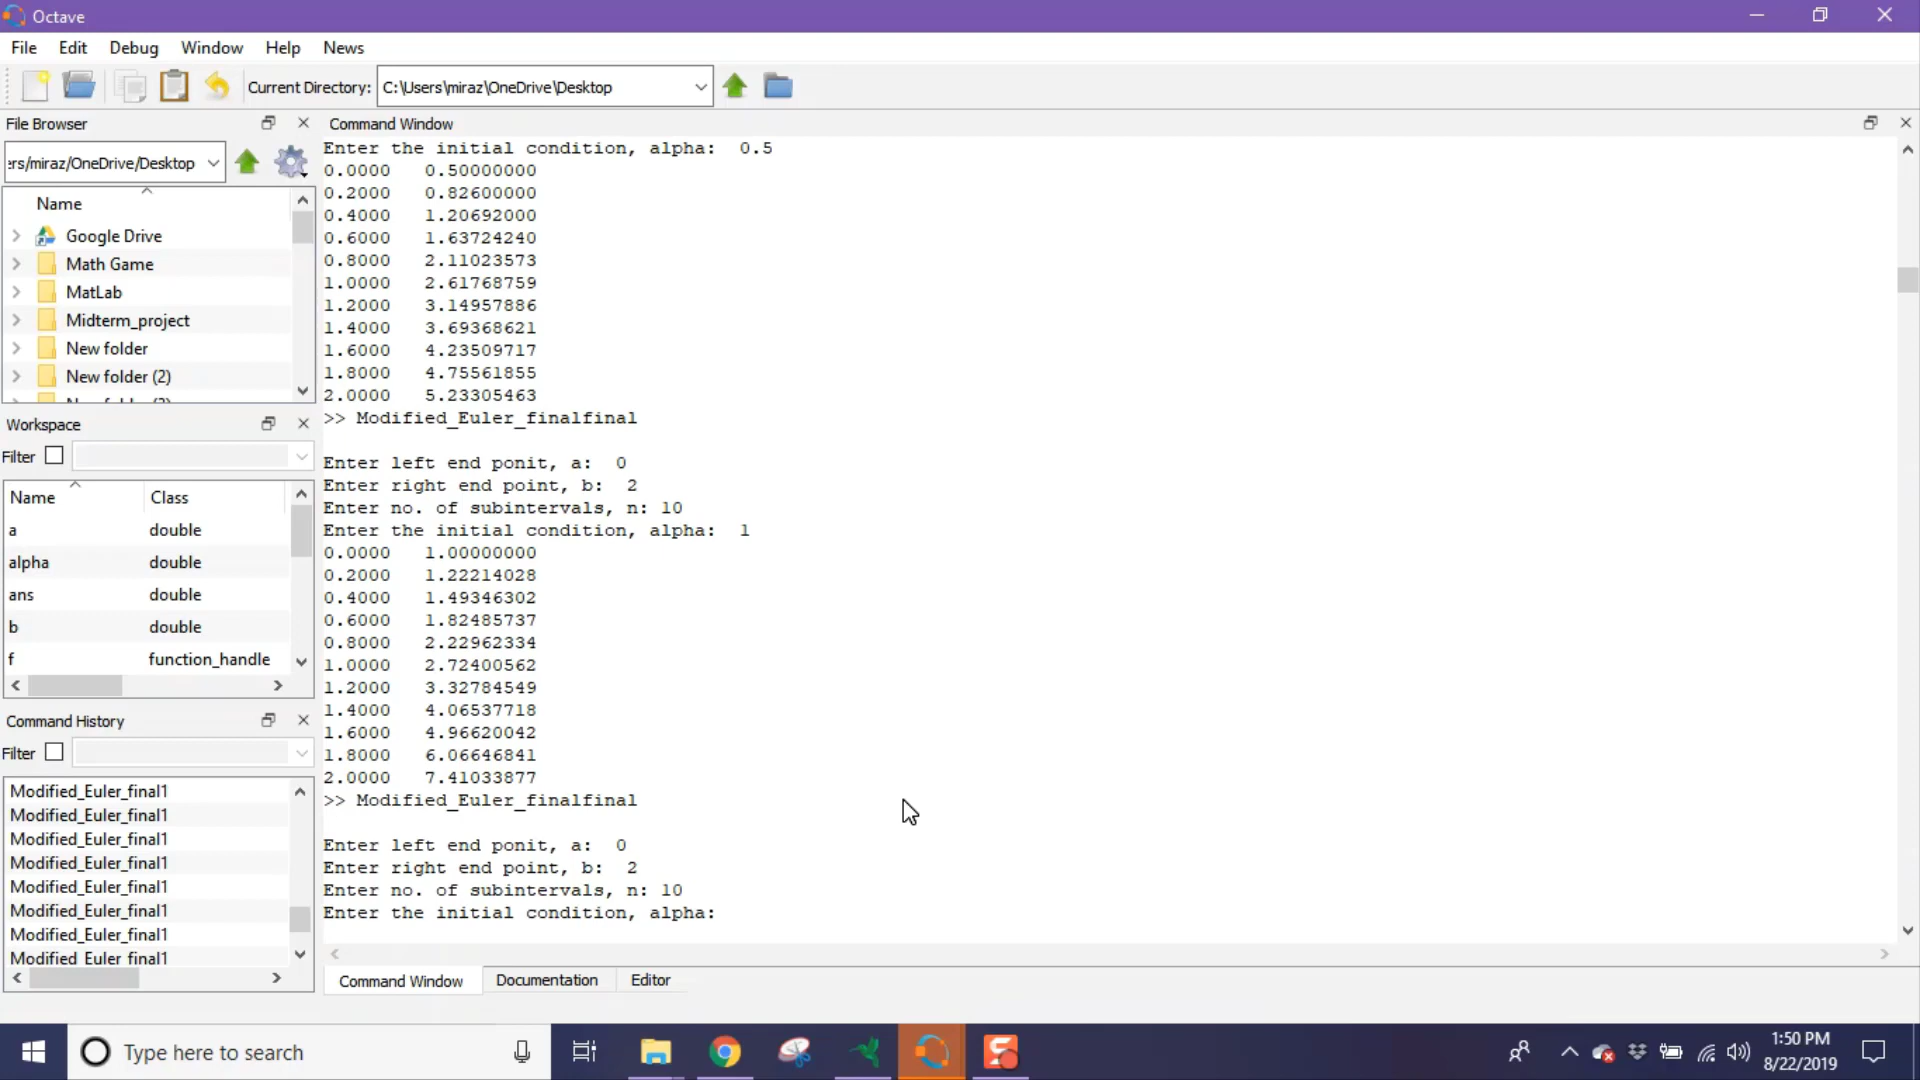 Octave
File Edit Debug Window Help News
Current Directory: C:\Users\miraz\OneDrive\Desktop
File Browser
ers/miraz/OneDrive/Desktop
Name
Google Drive
Math Game
MatLab
Midterm_project
New folder
New folder (2)
Workspace
Filter
Name Class
a double
alpha double
ans double
b double
f function_handle
Command History
Filter
Modified_Euler_final1
Modified_Euler_final1
Modified_Euler_final1
Modified_Euler_final1
Modified_Euler_final1
Modified_Euler_final1
Modified_Euler_final1
Modified_Euler_final1
Command Window
Enter the initial condition, alpha: 0.5
0.0000 0.50000000
0.2000 0.82600000
0.4000 1.20692000
0.6000 1.63724240
0.8000 2.11023573
1.0000 2.61768759
1.2000 3.14957886
1.4000 3.69368621
1.6000 4.23509717
1.8000 4.75561855
2.0000 5.23305463
>> Modified_Euler_finalfinal
Enter left end ponit, a: 0
Enter right end point, b: 2
Enter no. of subintervals, n: 10
Enter the initial condition, alpha: 1
0.0000 1.00000000
0.2000 1.22214028
0.4000 1.49346302
0.6000 1.82485737
0.8000 2.22962334
1.0000 2.72400562
1.2000 3.32784549
1.4000 4.06537718
1.6000 4.96620042
1.8000 6.06646841
2.0000 7.41033877
>> Modified_Euler_finalfinal
Enter left end ponit, a: 0
Enter right end point, b: 2
Enter no. of subintervals, n: 10
Enter the initial condition, alpha:
Command Window Documentation Editor
Type here to search
1:50 PM
8/22/2019